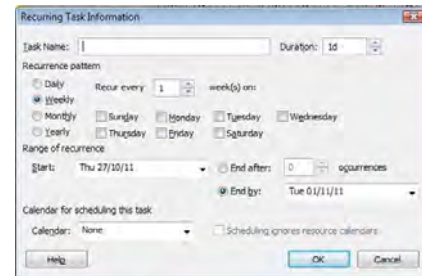 Recurring Task Information
Task Name: Duration: 1d
Recurrence pattern
Daily Recur every 1 week(s) on:
Weekly
Monthly Sunday Monday Tuesday Wednesday
Yearly Thursday Friday Saturday
Range of recurrence
Start: Thu 27/10/11 End after: 0 occurrences
End by: Tue 01/11/11
Calendar for scheduling this task
Calendar: None Scheduling ignores resource calendars
Help OK Cancel